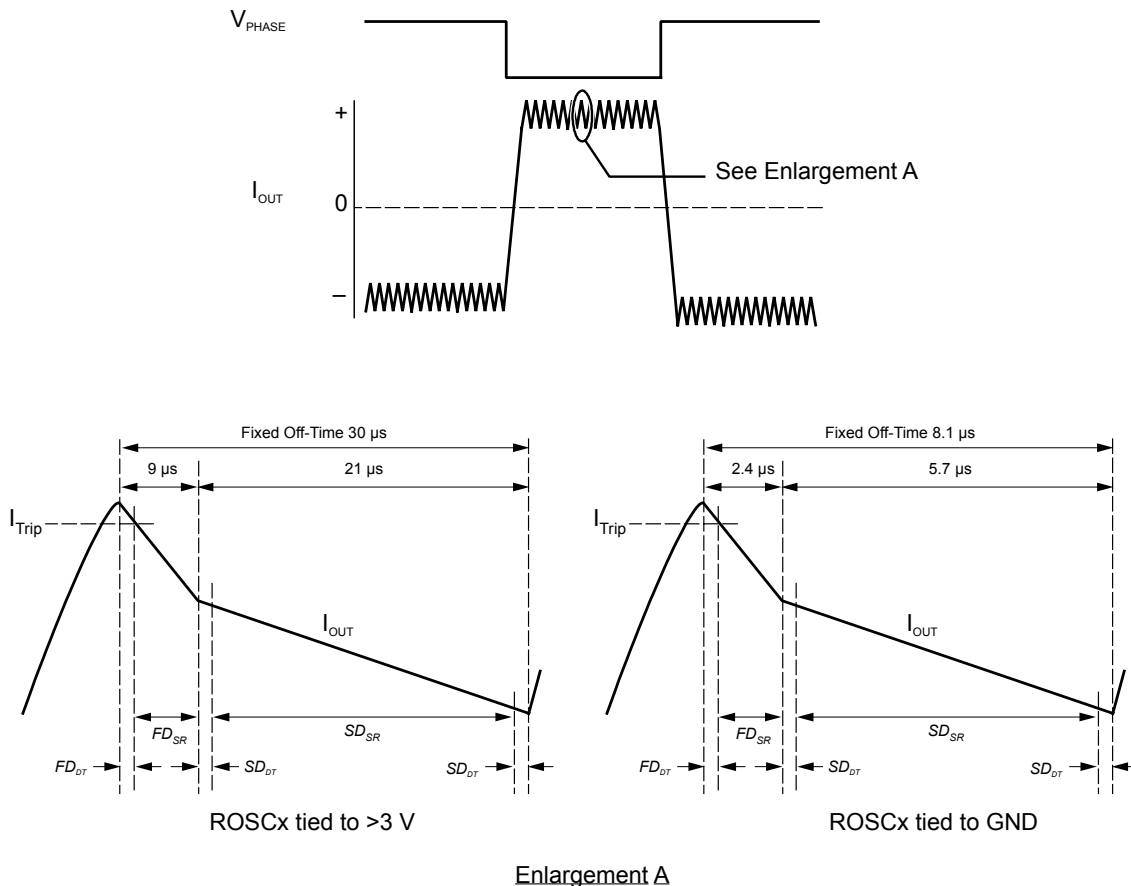 VPHASE
+
See Enlargement A
IOUT
0
–
Fixed Off-Time 30 µs
9 µs
21 µs
ITrip
IOUT
FDSR
SDSR
FDDT
SDDT
SDDT
ROSCx tied to >3 V
Fixed Off-Time 8.1 µs
2.4 µs
5.7 µs
ITrip
IOUT
FDSR
SDSR
FDDT
SDDT
SDDT
ROSCx tied to GND
Enlargement A